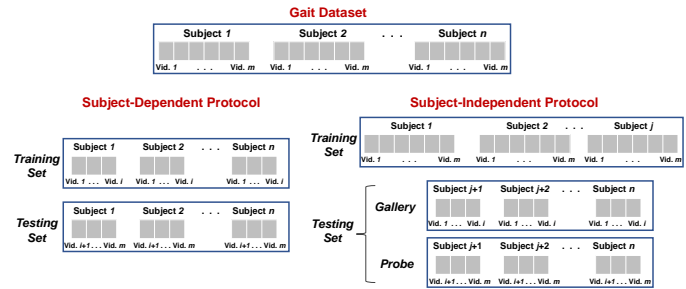 Gait Dataset
Subject 1 Subject 2 . . . Subject n
Vid. 1 . . . Vid. m Vid. 1 . . . Vid. m Vid. 1 . . . Vid. m
Subject-Dependent Protocol
Training Set
Subject 1 Subject 2 . . . Subject n
Vid. 1 . . . Vid. i Vid. 1 . . . Vid. i Vid. 1 . . . Vid. i
Testing Set
Subject 1 Subject 2 . . . Subject n
Vid. i+1 . . . Vid. m Vid. i+1 . . . Vid. m Vid. i+1 . . . Vid. m
Subject-Independent Protocol
Training Set
Subject 1 Subject 2 . . . Subject j
Vid. 1 . . . Vid. m Vid. 1 . . . Vid. m Vid. 1 . . . Vid. m
Testing Set
Gallery
Subject j+1 Subject j+2 . . . Subject n
Vid. 1 . . . Vid. i Vid. 1 . . . Vid. i Vid. 1 . . . Vid. i
Probe
Subject j+1 Subject j+2 . . . Subject n
Vid. i+1 . . . Vid. m Vid. i+1 . . . Vid. m Vid. i+1 . . . Vid. m